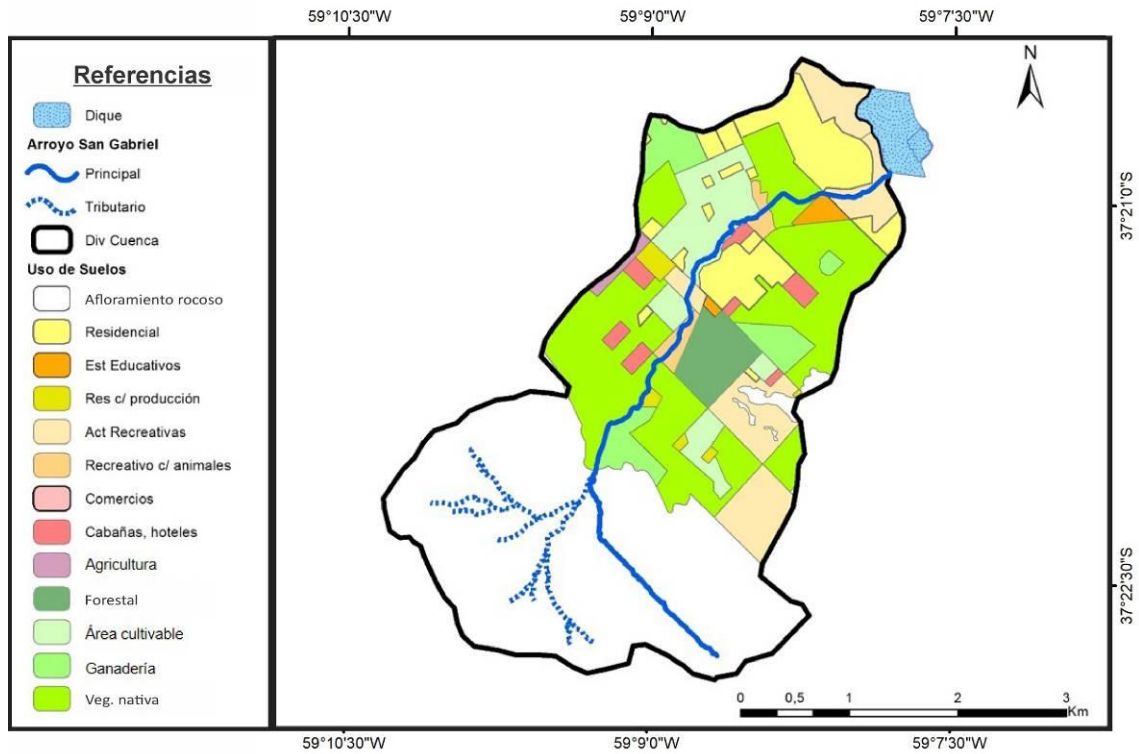 59°10'30"W
59°9'0"W
59°7'30"W
Referencias
Dique
Arroyo San Gabriel
Principal
Tributario
Div Cuenca
Uso de Suelos
Afloramiento rocoso
Residencial
Est Educativos
Res c/ producción
Act Recreativas
Recreativo c/ animales
Comercios
Cabañas, hoteles
Agricultura
Forestal
Área cultivable
Ganadería
Veg. nativa
N
37°21'0"S
37°22'30"S
0 0,5 1 2 3
Km
59°10'30"W
59°9'0"W
59°7'30"W